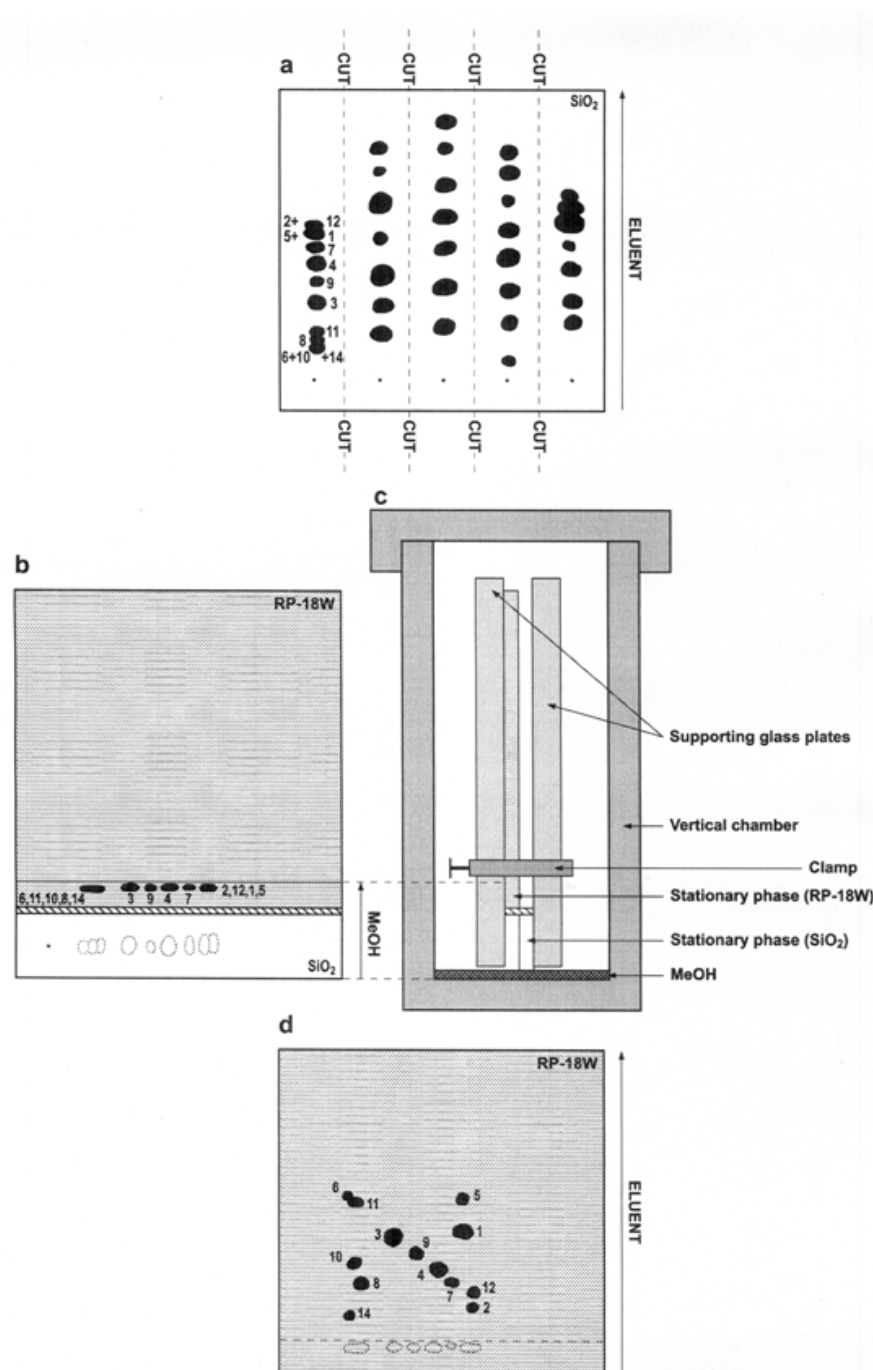 CUT CUT CUT CUT
a
SiO₂
ELUENT
2+ 12
5+ 1
7
4
9
3
11
8
6+10 +14
CUT CUT CUT CUT
b
RP-18W
6,11,10,8,14 3 9 4 7 2,12,1,5
MeOH
SiO₂
c
Supporting glass plates
Vertical chamber
Clamp
Stationary phase (RP-18W)
Stationary phase (SiO₂)
MeOH
d
RP-18W
ELUENT
6
11
5
3
1
9
10
4
8
7
12
14
2